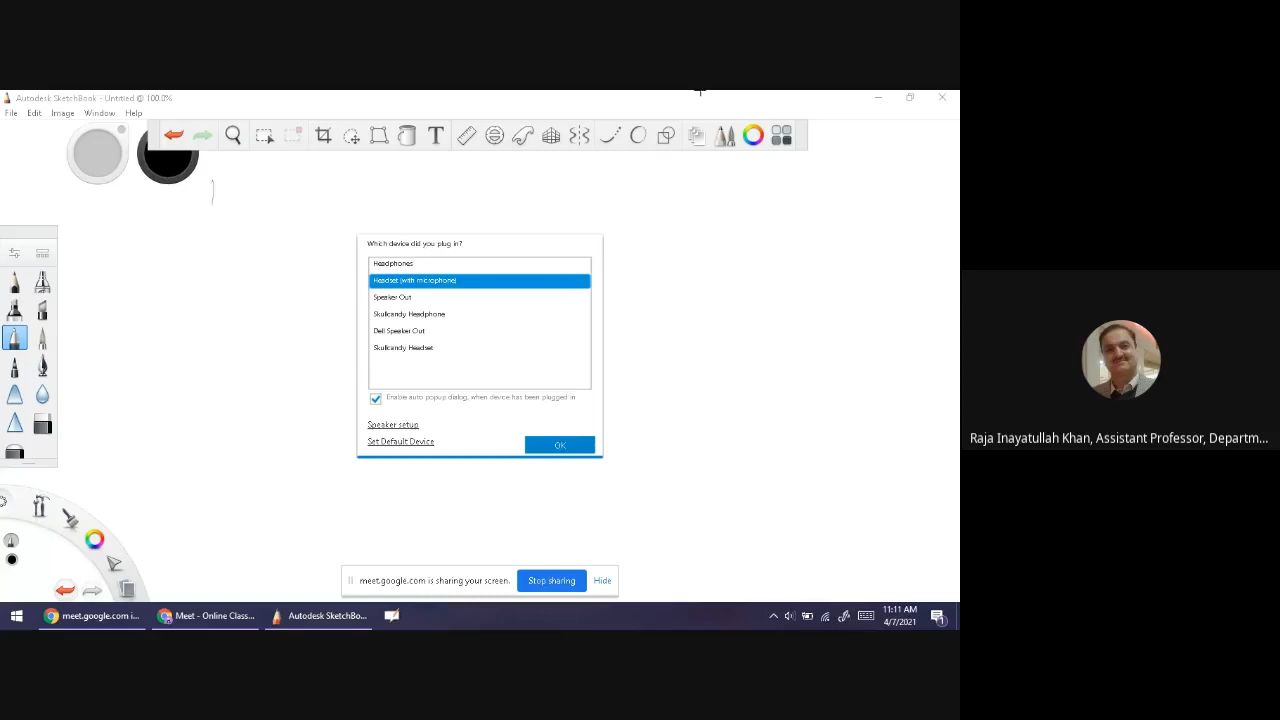 Autodesk SketchBook - Untitled @ 100.0%
File Edit Image Window Help
T
Which device did you plug in?
Headphones
Headset (with microphone)
Speaker Out
Skullcandy Headphone
Dell Speaker Out
Skullcandy Headset
Enable auto popup dialog, when device has been plugged in
Speaker setup
Set Default Device
OK
meet.google.com is sharing your screen.
Stop sharing
Hide
meet.google.com i...
Meet - Online Class...
Autodesk SketchBo...
11:11 AM
4/7/2021
1
Raja Inayatullah Khan, Assistant Professor, Departm...